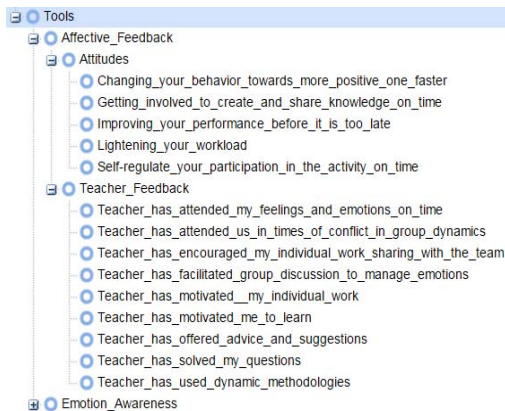 Tools
Affective_Feedback
Attitudes
Changing_your_behavior_towards_more_positive_one_faster
Getting_involved_to_create_and_share_knowledge_on_time
Improving_your_performance_before_it_is_too_late
Lightening_your_workload
Self-regulate_your_participation_in_the_activity_on_time
Teacher_Feedback
Teacher_has_attended_my_feelings_and_emotions_on_time
Teacher_has_attended_us_in_times_of_conflict_in_group_dynamics
Teacher_has_encouraged_my_individual_work_sharing_with_the_team
Teacher_has_facilitated_group_discussion_to_manage_emotions
Teacher_has_motivated__my_individual_work
Teacher_has_motivated_me_to_learn
Teacher_has_offered_advice_and_suggestions
Teacher_has_solved_my_questions
Teacher_has_used_dynamic_methodologies
Emotion_Awareness